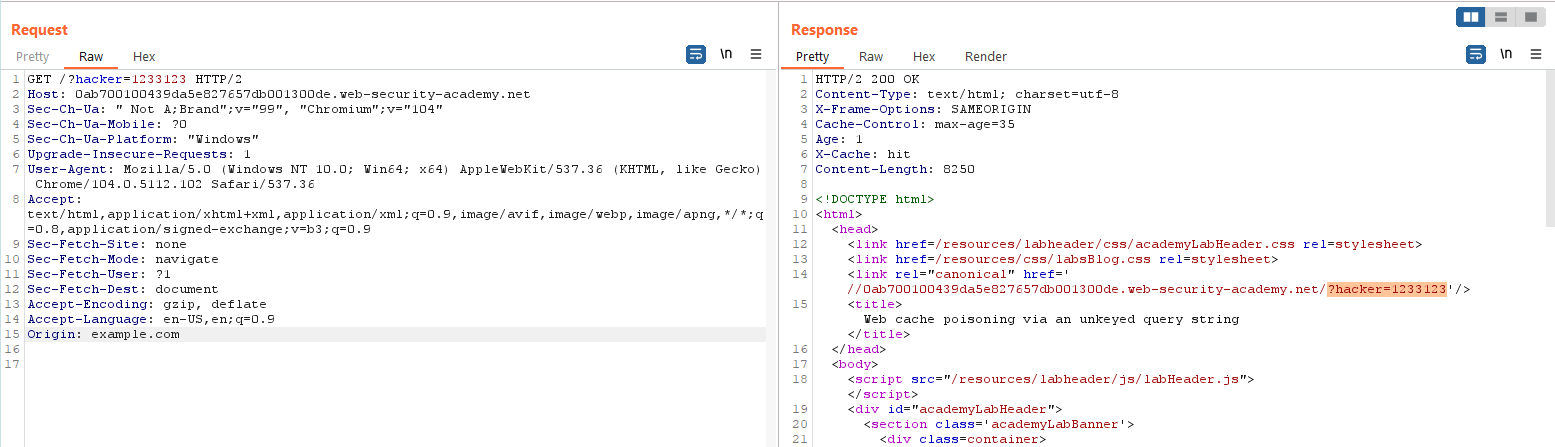 Request
Pretty Raw Hex
\n
1 GET /?hacker=1233123 HTTP/2
2 Host: 0ab700100439da5e827657db001300de.web-security-academy.net
3 Sec-Ch-Ua: " Not A;Brand";v="99", "Chromium";v="104"
4 Sec-Ch-Ua-Mobile: ?0
5 Sec-Ch-Ua-Platform: "Windows"
6 Upgrade-Insecure-Requests: 1
7 User-Agent: Mozilla/5.0 (Windows NT 10.0; Win64; x64) AppleWebKit/537.36 (KHTML, like Gecko)
Chrome/104.0.5112.102 Safari/537.36
8 Accept:
text/html,application/xhtml+xml,application/xml;q=0.9,image/avif,image/webp,image/apng,*/*;q
=0.8,application/signed-exchange;v=b3;q=0.9
9 Sec-Fetch-Site: none
10 Sec-Fetch-Mode: navigate
11 Sec-Fetch-User: ?1
12 Sec-Fetch-Dest: document
13 Accept-Encoding: gzip, deflate
14 Accept-Language: en-US,en;q=0.9
15 Origin: example.com
16
17
Response
Pretty Raw Hex Render
\n
1 HTTP/2 200 OK
2 Content-Type: text/html; charset=utf-8
3 X-Frame-Options: SAMEORIGIN
4 Cache-Control: max-age=35
5 Age: 1
6 X-Cache: hit
7 Content-Length: 8250
8
9 <!DOCTYPE html>
10 <html>
11 <head>
12 <link href=/resources/labheader/css/academyLabHeader.css rel=stylesheet>
13 <link href=/resources/css/labsBlog.css rel=stylesheet>
14 <link rel="canonical" href='
//0ab700100439da5e827657db001300de.web-security-academy.net/?hacker=1233123'/>
15 <title>
Web cache poisoning via an unkeyed query string
</title>
16 </head>
17 <body>
18 <script src="/resources/labheader/js/labHeader.js">
</script>
19 <div id="academyLabHeader">
20 <section class='academyLabBanner'>
21 <div class=container>